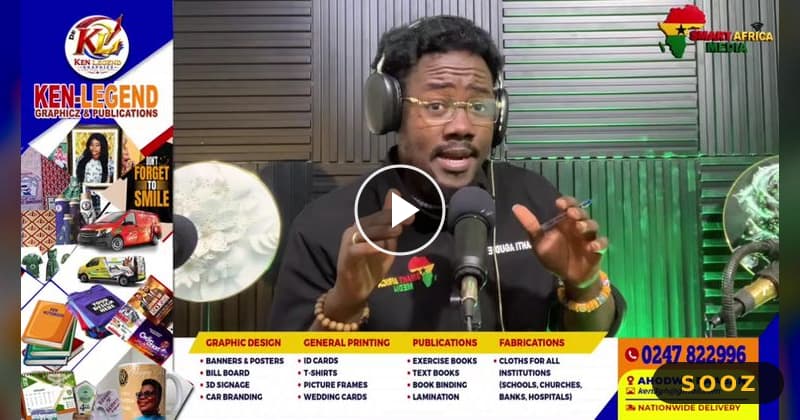 KEN LEGEND
GRAPHICS
KEN-LEGEND
GRAPHICZ & PUBLICATIONS
DON'T
FORGET
TO
SMILE
SMART AFRICA
MEDIA
GRAPHIC DESIGN
BANNERS & POSTERS
BILL BOARD
3D SIGNAGE
CAR BRANDING
GENERAL PRINTING
ID CARDS
T-SHIRTS
PICTURE FRAMES
WEDDING CARDS
PUBLICATIONS
EXERCISE BOOKS
TEXT BOOKS
BOOK BINDING
LAMINATION
FABRICATIONS
CLOTHS FOR ALL
INSTITUTIONS
(SCHOOLS, CHURCHES,
BANKS, HOSPITALS)
0247 822996
SOOZ
NATIONWIDE DELIVERY